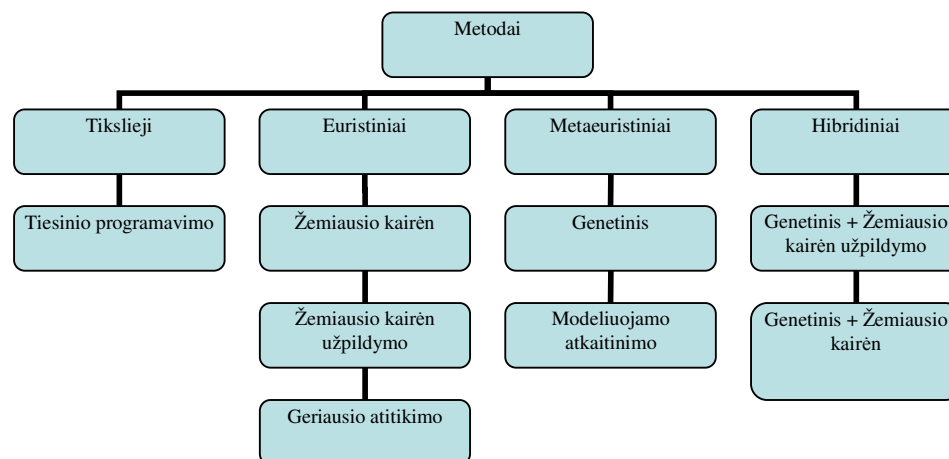 Metodai
Tikslieji
Euristiniai
Metaeuristiniai
Hibridiniai
Tiesinio programavimo
Žemiausio kairėn
Genetinis
Genetinis + Žemiausio
kairėn užpildymo
Žemiausio kairėn
užpildymo
Modeliuojamo
atkaitinimo
Genetinis + Žemiausio
kairėn
Geriausio atitikimo